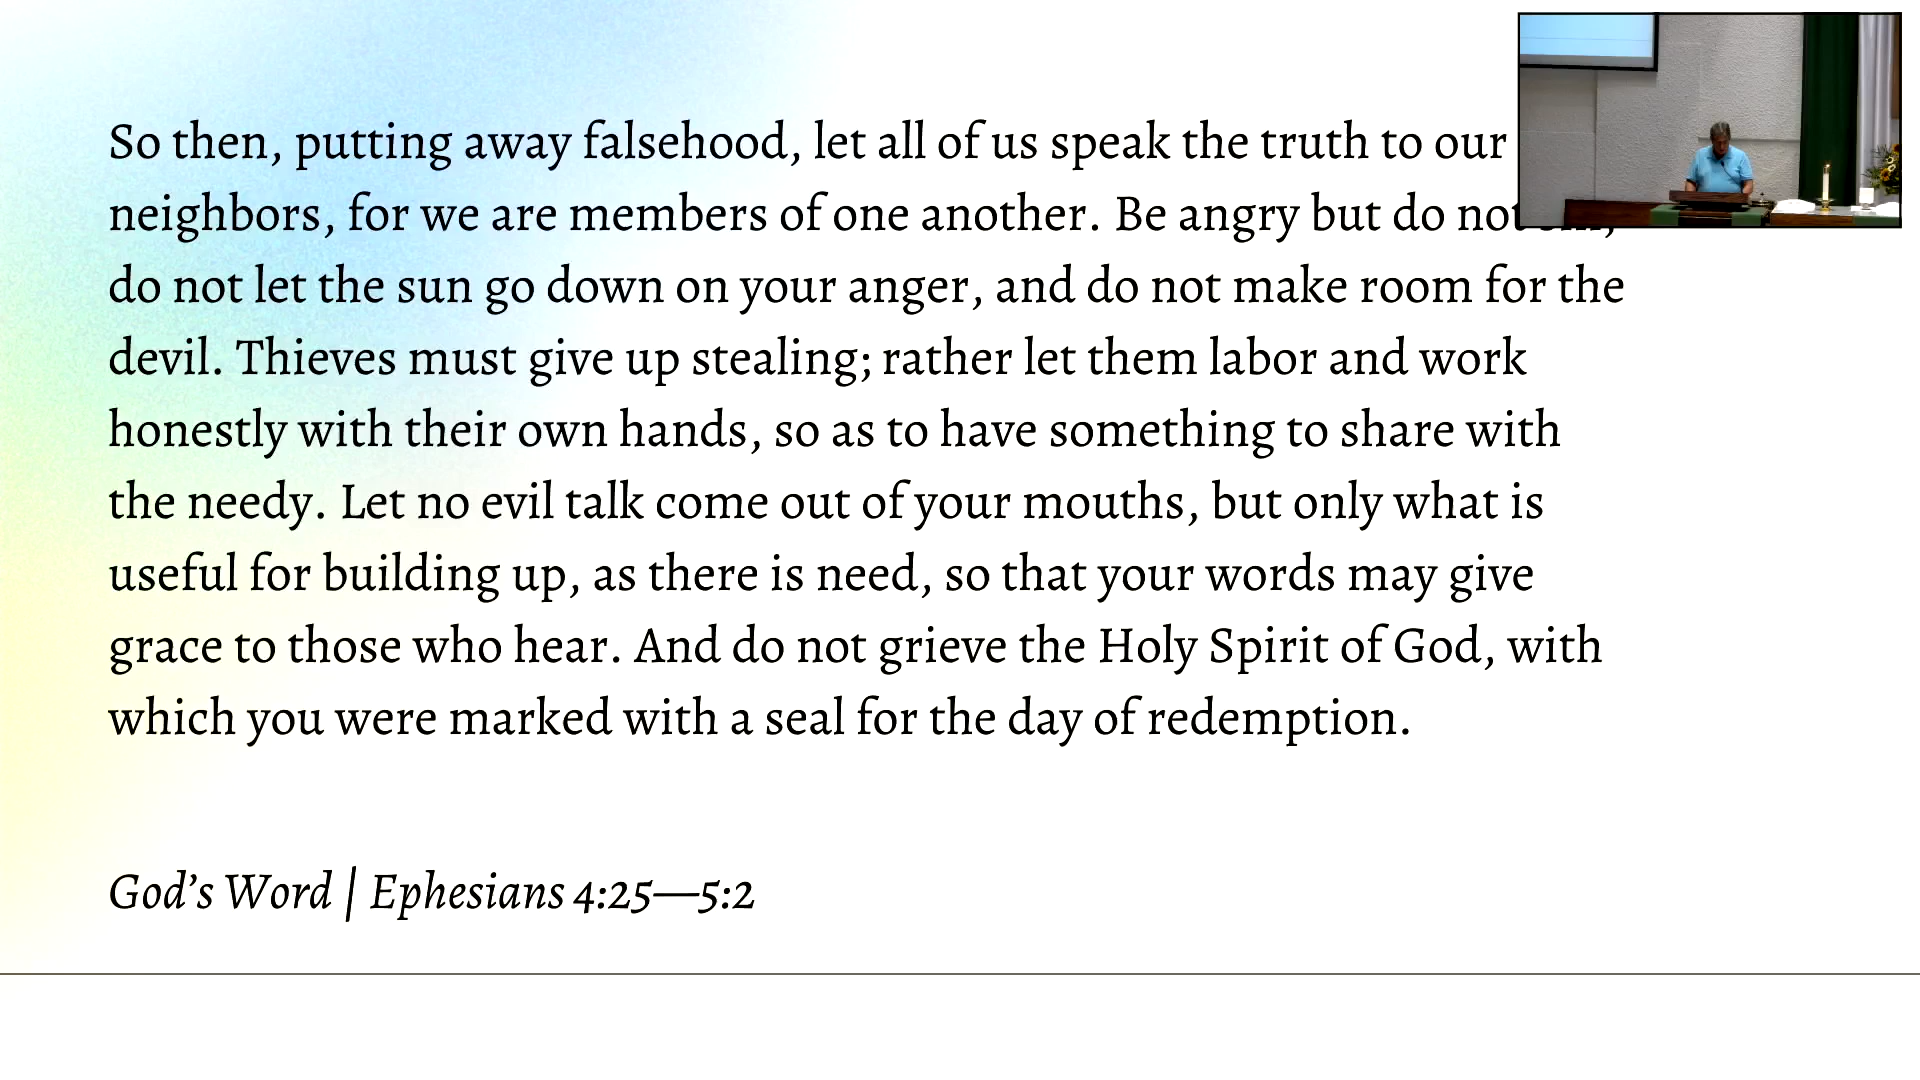 So then, putting away falsehood, let all of us speak the truth to our
neighbors, for we are members of one another. Be angry but do not
do not let the sun go down on your anger, and do not make room for the
devil. Thieves must give up stealing; rather let them labor and work
honestly with their own hands, so as to have something to share with
the needy. Let no evil talk come out of your mouths, but only what is
useful for building up, as there is need, so that your words may give
grace to those who hear. And do not grieve the Holy Spirit of God, with
which you were marked with a seal for the day of redemption.
God’s Word | Ephesians 4:25—5:2